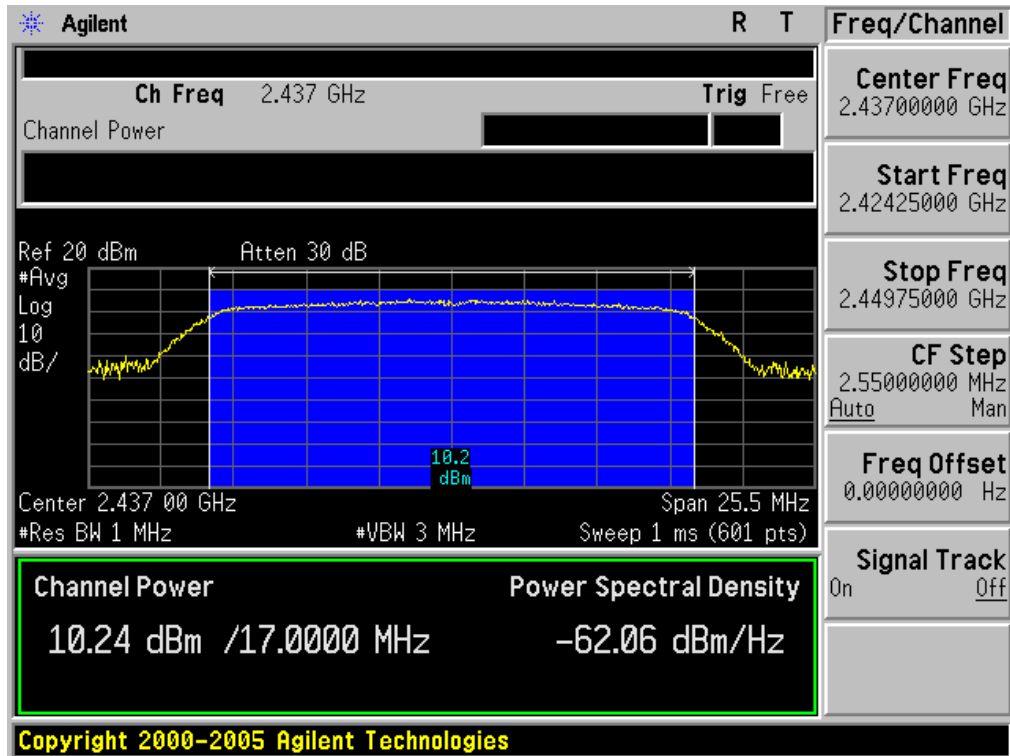 Agilent R T
Ch Freq 2.437 GHz Trig Free
Channel Power
Ref 20 dBm Atten 30 dB
#Avg
Log
10
dB/
10.2
dBm
Center 2.437 00 GHz Span 25.5 MHz
#Res BW 1 MHz #VBW 3 MHz Sweep 1 ms (601 pts)
Channel Power Power Spectral Density
10.24 dBm /17.0000 MHz -62.06 dBm/Hz
Copyright 2000-2005 Agilent Technologies
Freq/Channel
Center Freq
2.43700000 GHz
Start Freq
2.42425000 GHz
Stop Freq
2.44975000 GHz
CF Step
2.55000000 MHz
Auto Man
Freq Offset
0.00000000 Hz
Signal Track
On Off